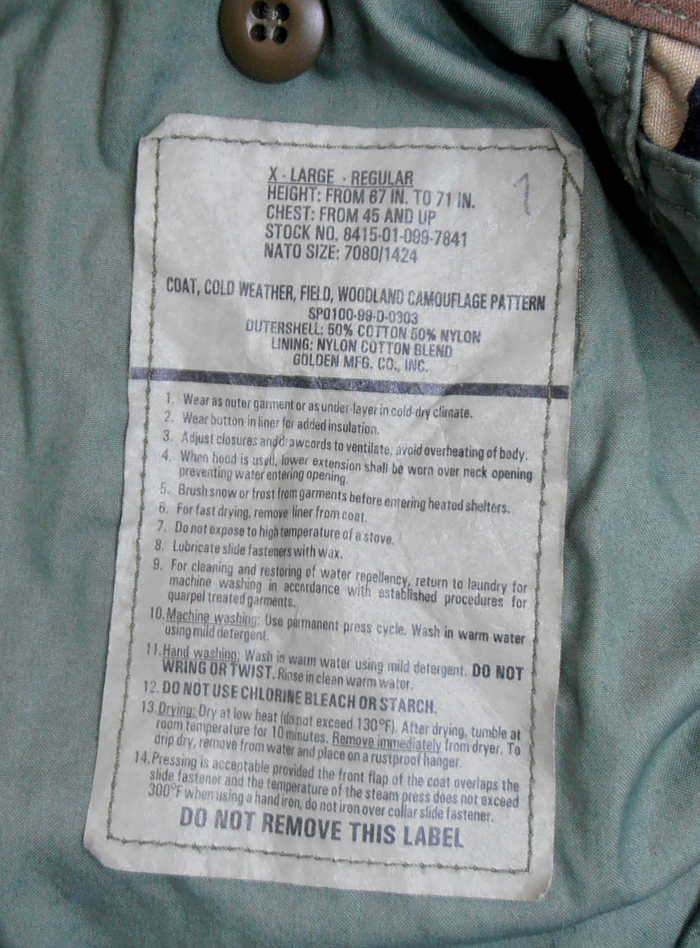 1
X - LARGE - REGULAR
HEIGHT: FROM 67 IN. TO 71 IN.
CHEST: FROM 45 AND UP
STOCK NO. 8415-01-099-7841
NATO SIZE: 7080/1424
COAT, COLD WEATHER, FIELD, WOODLAND CAMOUFLAGE PATTERN
SP0100-99-D-0303
OUTERSHELL: 50% COTTON 50% NYLON
LINING: NYLON COTTON BLEND
GOLDEN MFG. CO., INC.
1. Wear as outer garment or as under-layer in cold-dry climate.
2. Wear button-in liner for added insulation.
3. Adjust closures and drawcords to ventilate; avoid overheating of body.
4. When hood is used, lower extension shall be worn over neck opening
preventing water entering opening.
5. Brush snow or frost from garments before entering heated shelters.
6. For fast drying, remove liner from coat.
7. Do not expose to high temperature of a stove.
8. Lubricate slide fasteners with wax.
9. For cleaning and restoring of water repellency, return to laundry for
machine washing in accordance with established procedures for
quarpel treated garments.
10. Machine washing: Use permanent press cycle. Wash in warm water
using mild detergent.
11. Hand washing: Wash in warm water using mild detergent. DO NOT
WRING OR TWIST. Rinse in clean warm water.
12. DO NOT USE CHLORINE BLEACH OR STARCH.
13. Drying: Dry at low heat (do not exceed 130°F). After drying, tumble at
room temperature for 10 minutes. Remove immediately from dryer. To
drip dry, remove from water and place on a rustproof hanger.
14. Pressing is acceptable provided the front flap of the coat overlaps the
slide fastener and the temperature of the steam press does not exceed
300°F when using a hand iron, do not iron over collar slide fastener.
DO NOT REMOVE THIS LABEL